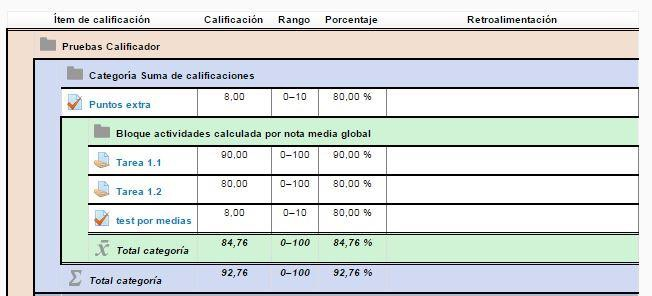 Ítem de calificación Calificación Rango Porcentaje Retroalimentación
Pruebas Calificador
Categoría Suma de calificaciones
Puntos extra 8,00 0–10 80,00 %
Bloque actividades calculada por nota media global
Tarea 1.1 90,00 0–100 90,00 %
Tarea 1.2 80,00 0–100 80,00 %
test por medias 8,00 0–10 80,00 %
x̄ Total categoría 84,76 0–100 84,76 %
Σ Total categoría 92,76 0–100 92,76 %